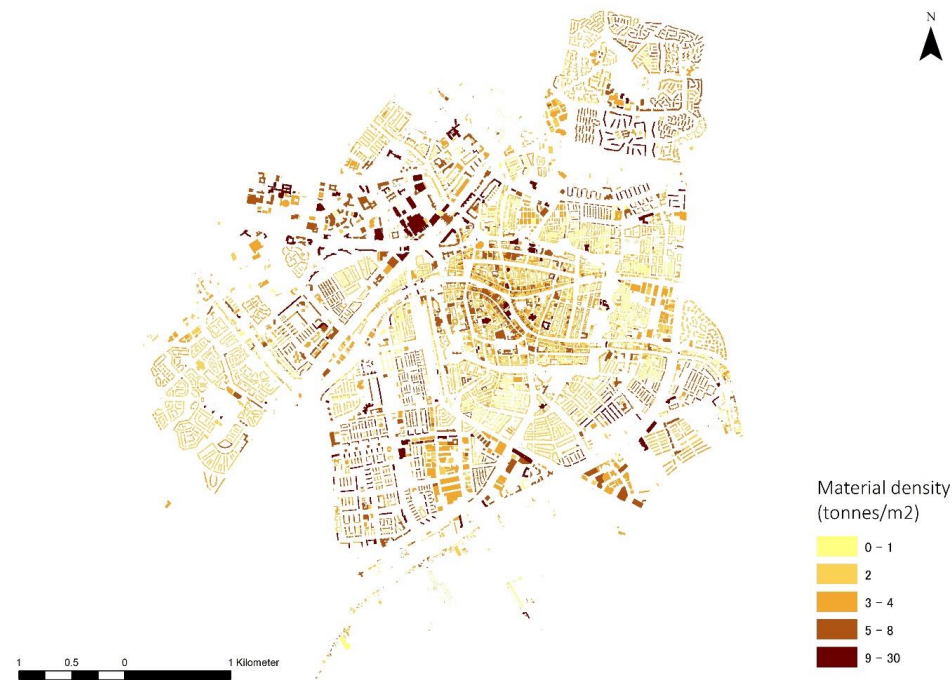 N
Material density
(tonnes/m2)
0 - 1
2
3 - 4
5 - 8
9 - 30
1 0.5 0 1 Kilometer